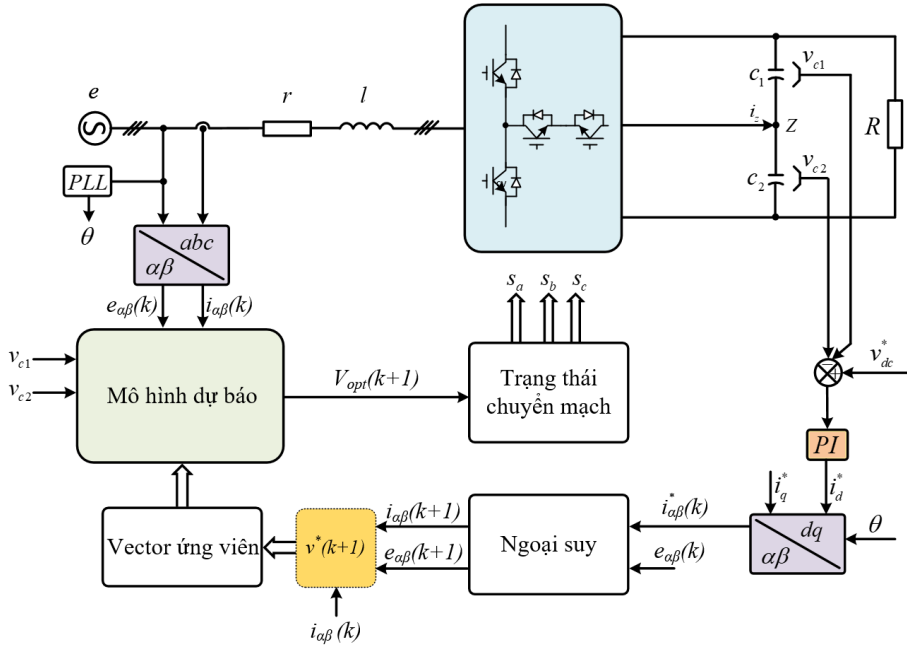 e
r
l
PLL
θ
abc
αβ
e_αβ(k)
i_αβ(k)
c_1
v_c1
i_z
Z
R
c_2
v_c2
s_a
s_b
s_c
v_c1
v_c2
Mô hình dự báo
V_opt(k+1)
Trạng thái
chuyển mạch
v*_dc
PI
i*_q
i*_d
dq
αβ
θ
i*_αβ(k)
e_αβ(k)
Ngoại suy
i_αβ(k+1)
e_αβ(k+1)
v*(k+1)
i_αβ(k)
Vector ứng viên